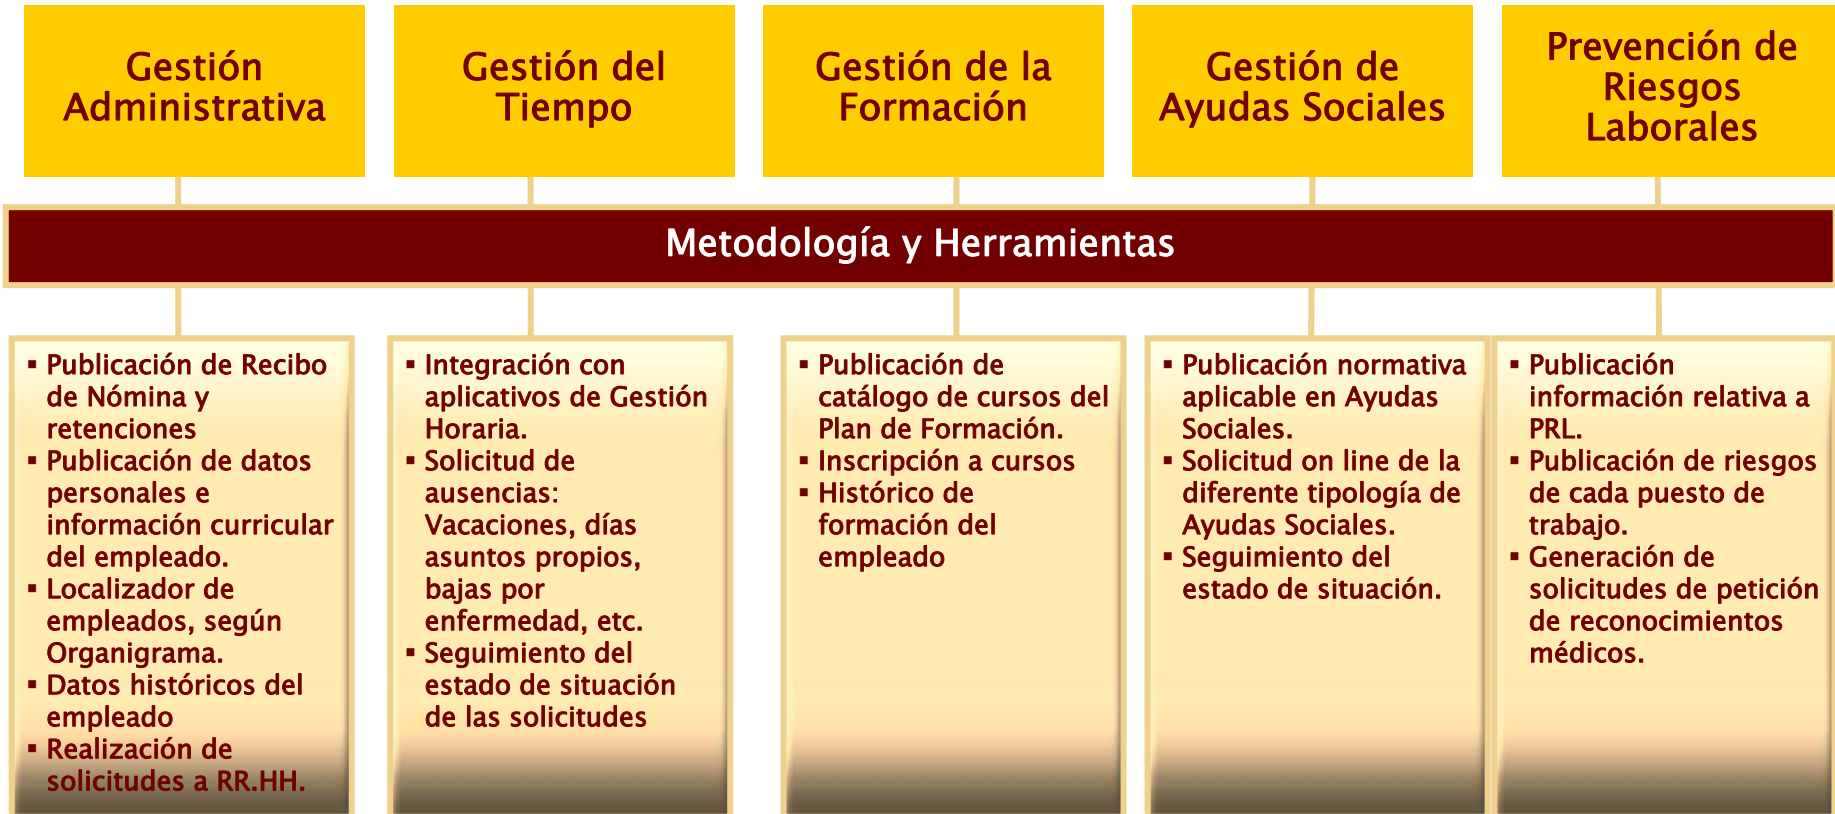 Gestión
Administrativa
Gestión del
Tiempo
Gestión de la
Formación
Gestión de
Ayudas Sociales
Prevención de
Riesgos
Laborales
Metodología y Herramientas
▪ Publicación de Recibo
de Nómina y
retenciones
▪ Publicación de datos
personales e
información curricular
del empleado.
▪ Localizador de
empleados, según
Organigrama.
▪ Datos históricos del
empleado
▪ Realización de
solicitudes a RR.HH.
▪ Integración con
aplicativos de Gestión
Horaria.
▪ Solicitud de
ausencias:
Vacaciones, días
asuntos propios,
bajas por
enfermedad, etc.
▪ Seguimiento del
estado de situación
de las solicitudes
▪ Publicación de
catálogo de cursos del
Plan de Formación.
▪ Inscripción a cursos
▪ Histórico de
formación del
empleado
▪ Publicación normativa
aplicable en Ayudas
Sociales.
▪ Solicitud on line de la
diferente tipología de
Ayudas Sociales.
▪ Seguimiento del
estado de situación.
▪ Publicación
información relativa a
PRL.
▪ Publicación de riesgos
de cada puesto de
trabajo.
▪ Generación de
solicitudes de petición
de reconocimientos
médicos.